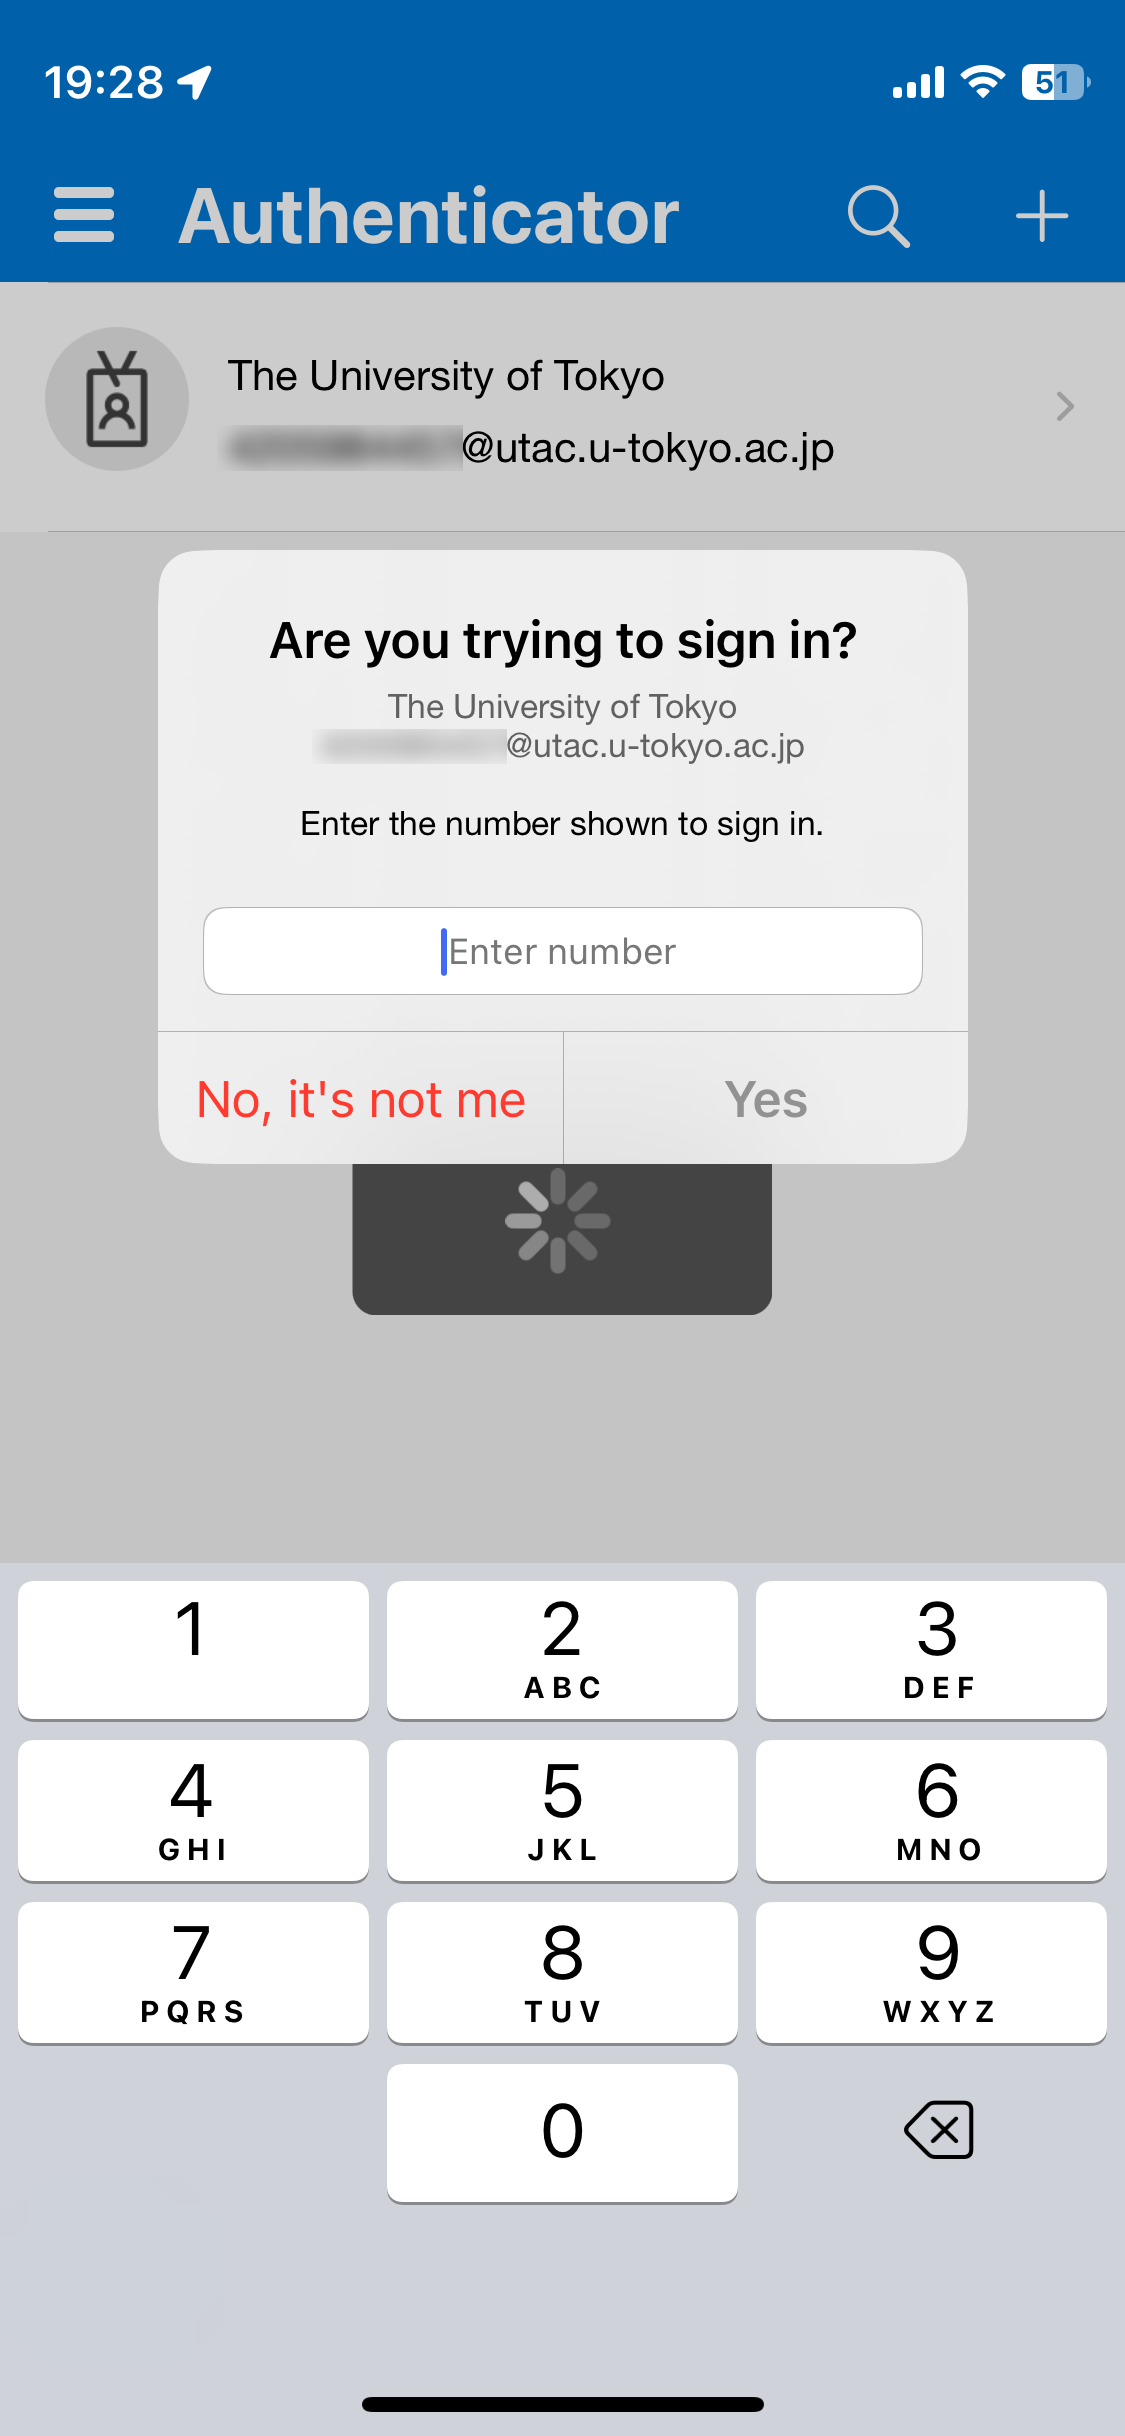 19:28
51
Authenticator
The University of Tokyo
@utac.u-tokyo.ac.jp
Are you trying to sign in?
The University of Tokyo
@utac.u-tokyo.ac.jp
Enter the number shown to sign in.
Enter number
No, it's not me
Yes
1
2
ABC
3
DEF
4
GHI
5
JKL
6
MNO
7
PQRS
8
TUV
9
WXYZ
0